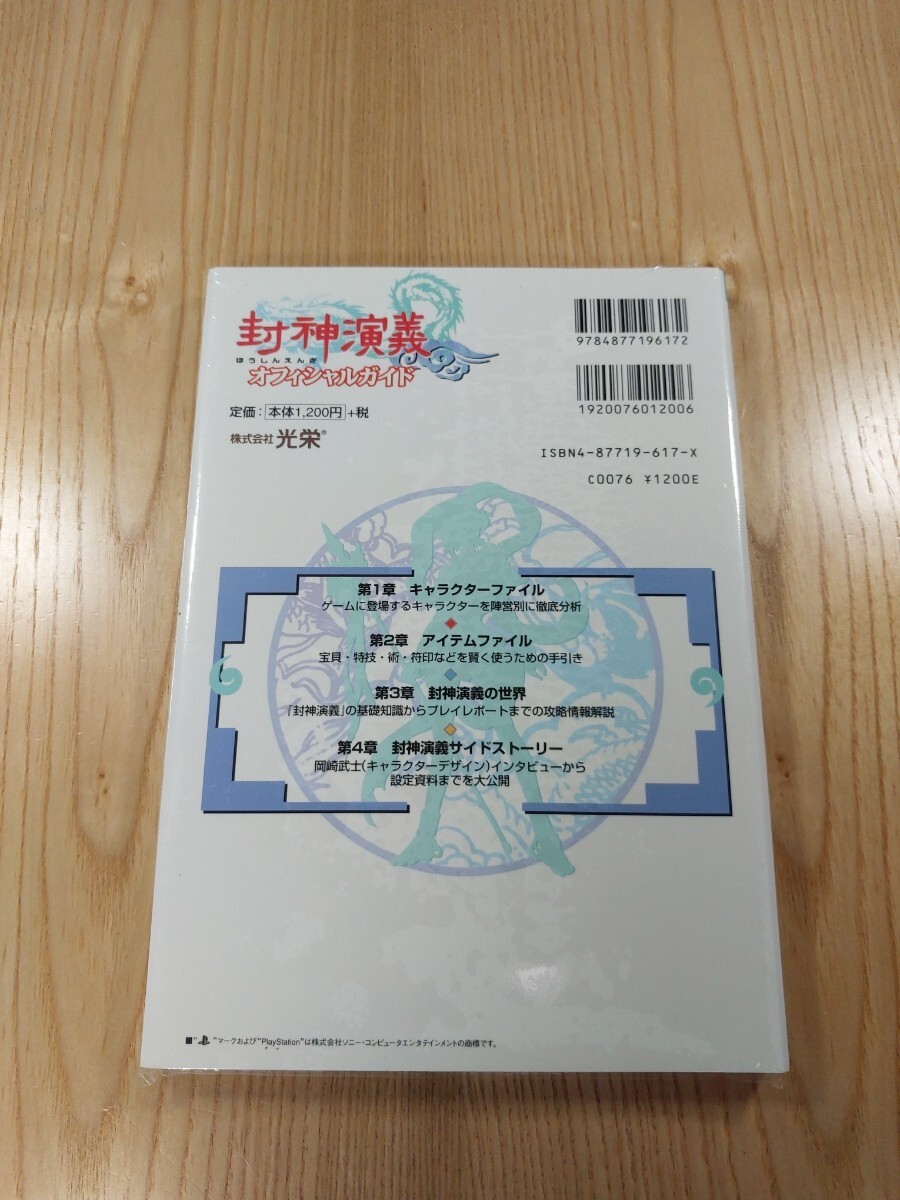 封神演義
ほうしんえんぎ
オフィシャルガイド
定価：本体1,200円+税
株式会社 光栄®
9784877196172
1920076012006
ISBN4-87719-617-X
C0076 ¥1200E
第1章 キャラクターファイル
ゲームに登場するキャラクターを陣営別に徹底分析
第2章 アイテムファイル
宝貝・特技・術・符印などを賢く使うための手引き
第3章 封神演義の世界
『封神演義』の基礎知識からプレイレポートまでの攻略情報解説
第4章 封神演義サイドストーリー
岡崎武士(キャラクターデザイン)インタビューから
設定資料までを大公開
■"PS"マークおよび"PlayStation"は株式会社ソニー・コンピュータエンタテインメントの商標です。